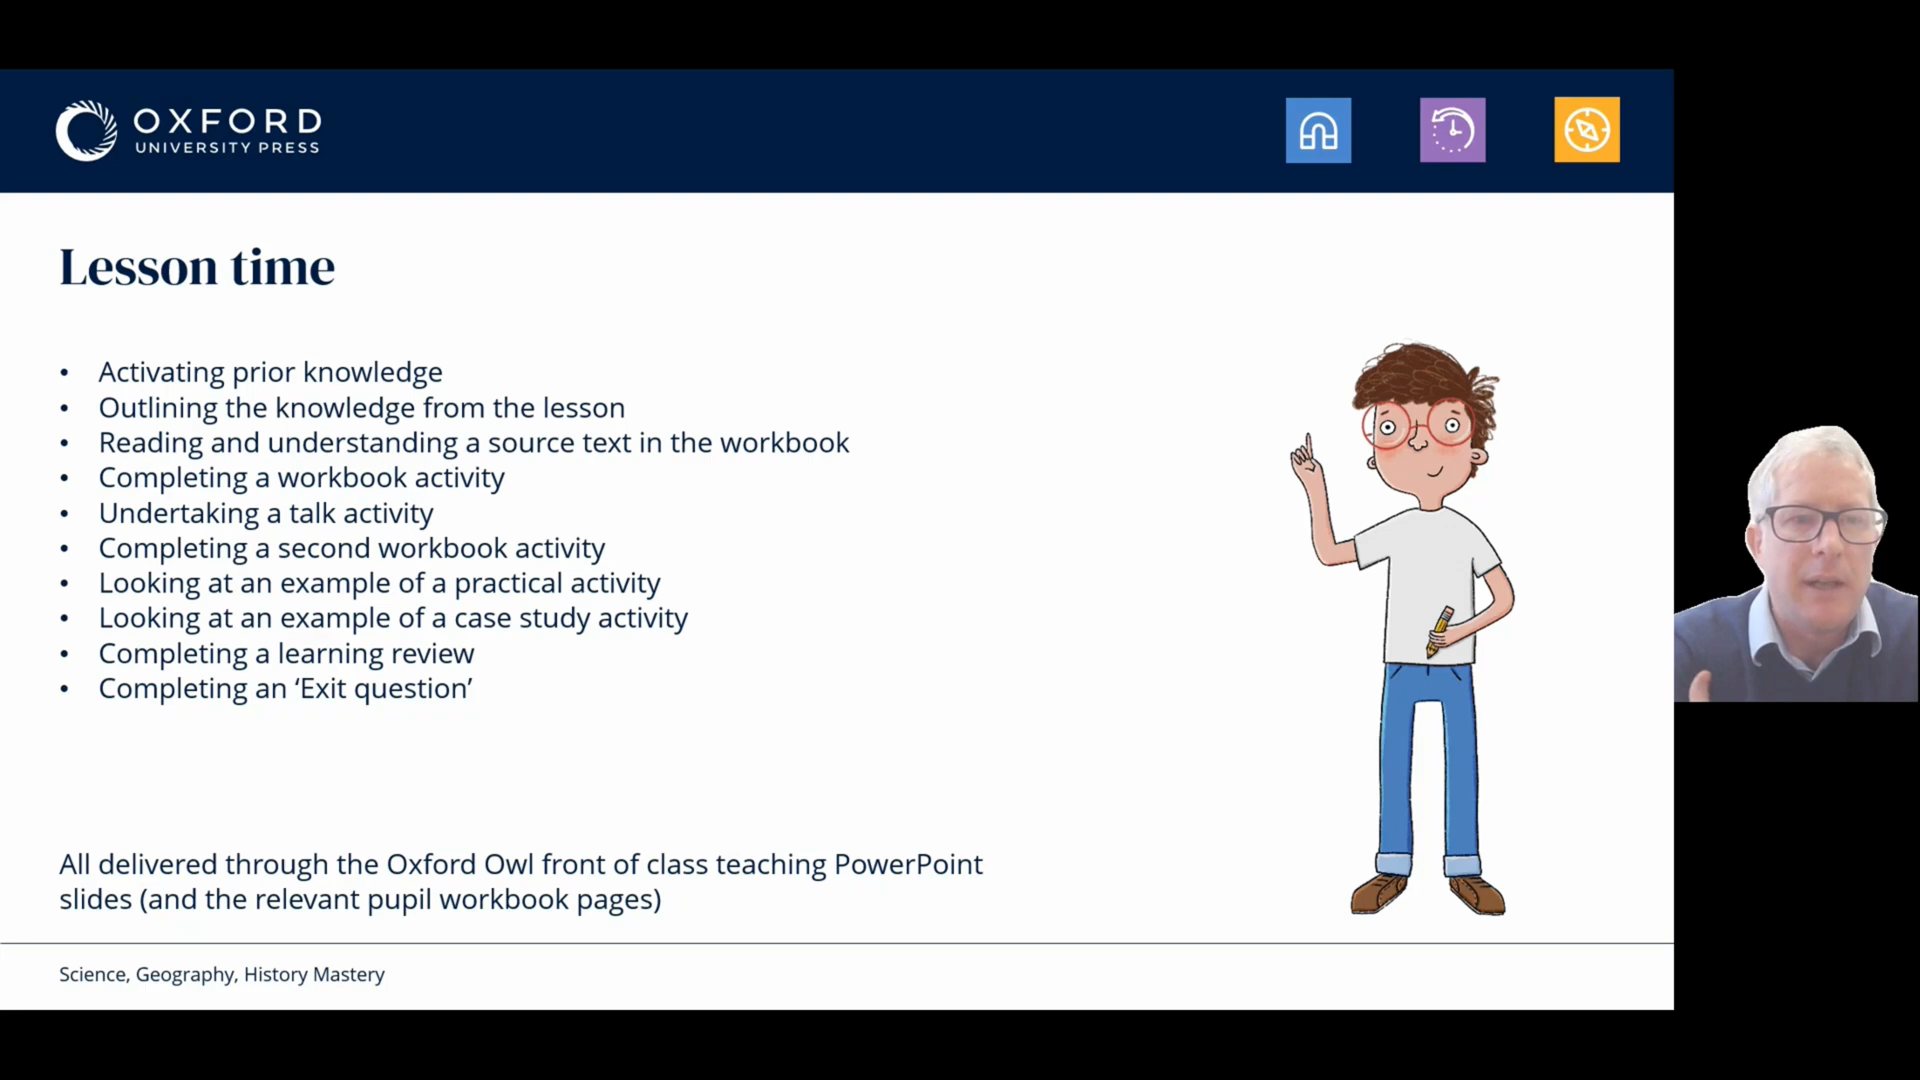 OXFORD
UNIVERSITY PRESS
Lesson time
• Activating prior knowledge
• Outlining the knowledge from the lesson
• Reading and understanding a source text in the workbook
• Completing a workbook activity
• Undertaking a talk activity
• Completing a second workbook activity
• Looking at an example of a practical activity
• Looking at an example of a case study activity
• Completing a learning review
• Completing an ‘Exit question’
All delivered through the Oxford Owl front of class teaching PowerPoint
slides (and the relevant pupil workbook pages)
Science, Geography, History Mastery